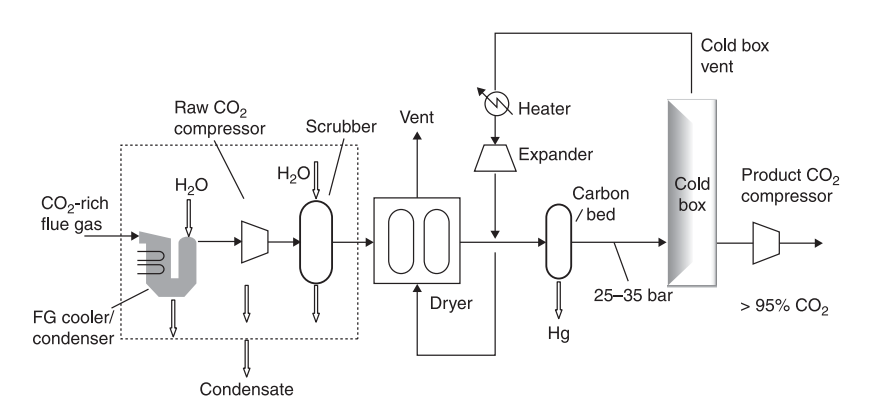 Cold box
vent
Raw CO₂
compressor
Scrubber
Vent
Heater
Expander
H₂O
H₂O
CO₂-rich
flue gas
Carbon
bed
Cold
box
Product CO₂
compressor
Dryer
25–35 bar
> 95% CO₂
FG cooler/
condenser
Hg
Condensate